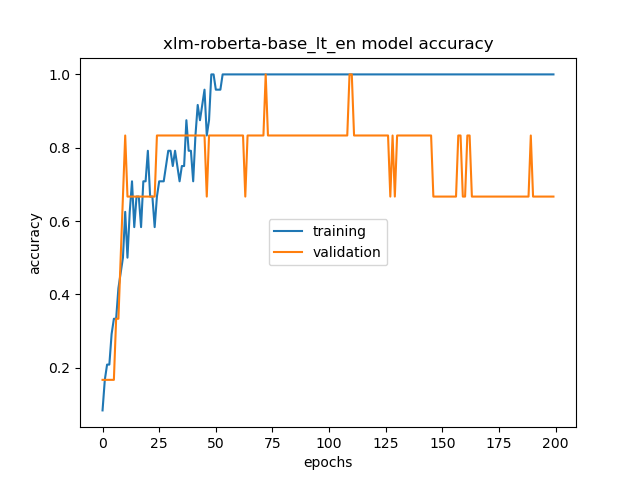 xlm-roberta-base_lt_en model accuracy
1.0
0.8
0.6
0.4
0.2
accuracy
training
validation
0 25 50 75 100 125 150 175 200
epochs